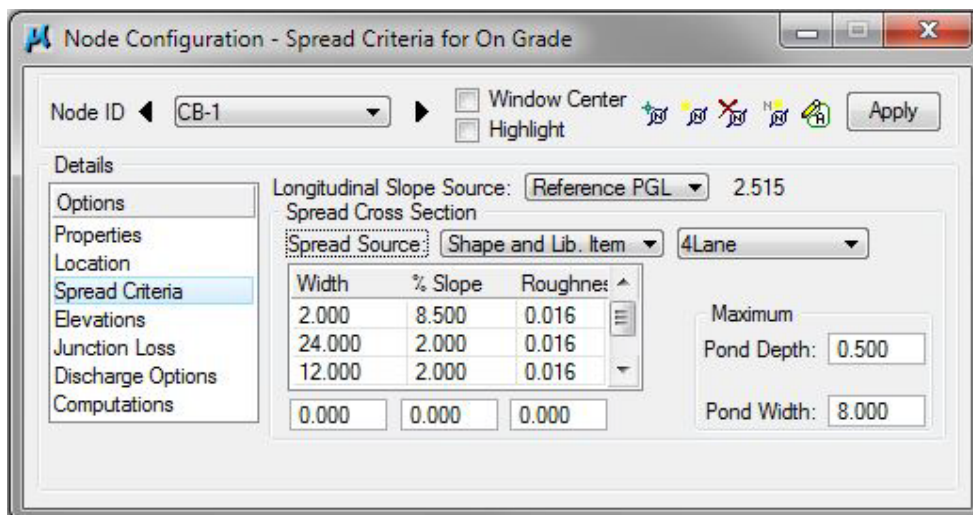 Node Configuration - Spread Criteria for On Grade
Node ID CB-1 Window Center Apply
Highlight
Details
Options
Properties
Location
Spread Criteria
Elevations
Junction Loss
Discharge Options
Computations
Longitudinal Slope Source: Reference PGL 2.515
Spread Cross Section
Spread Source: Shape and Lib. Item 4Lane
Width % Slope Roughnes
2.000 8.500 0.016
24.000 2.000 0.016
12.000 2.000 0.016
0.000 0.000 0.000
Maximum
Pond Depth: 0.500
Pond Width: 8.000